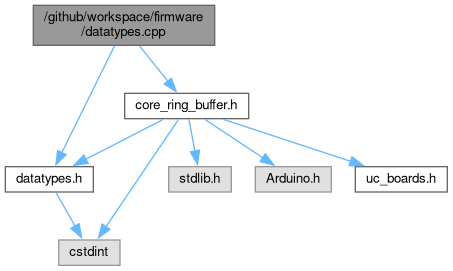 /github/workspace/firmware
/datatypes.cpp
core_ring_buffer.h
datatypes.h
stdlib.h
Arduino.h
uc_boards.h
cstdint